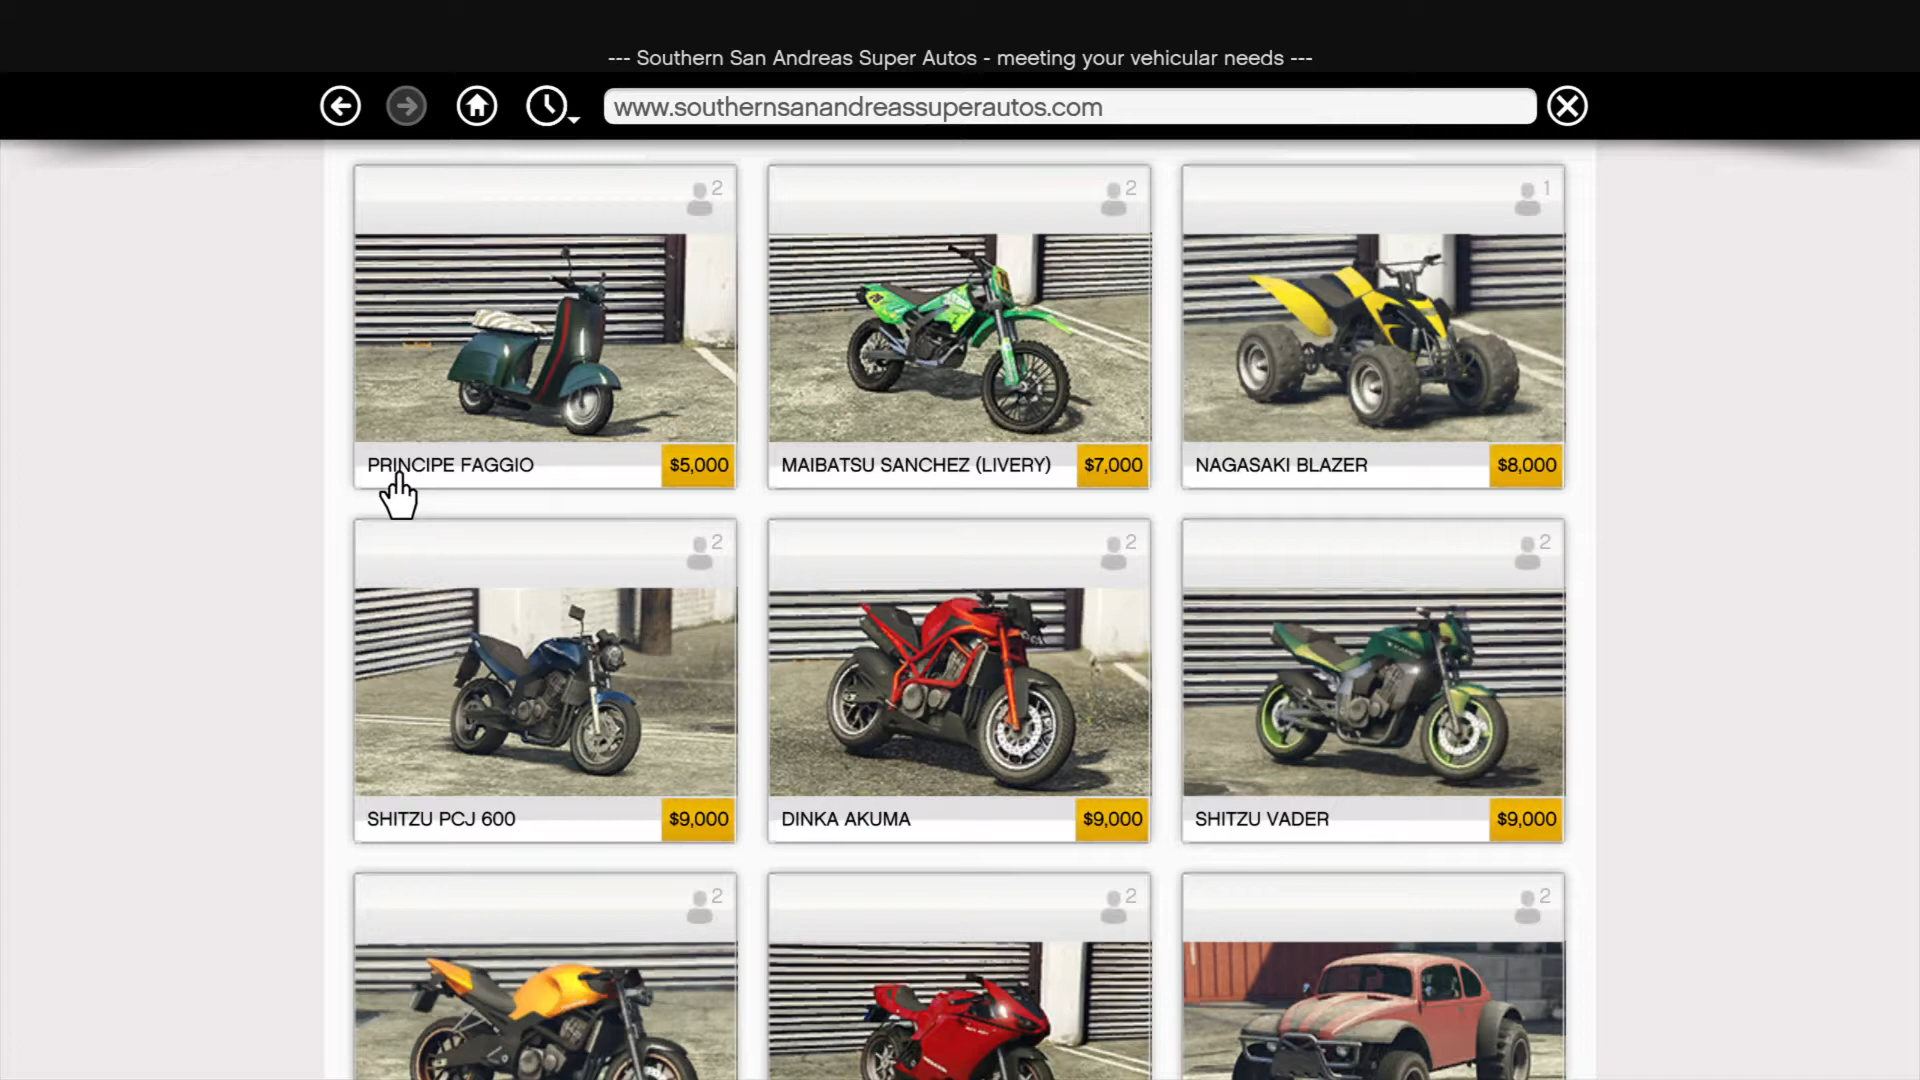 --- Southern San Andreas Super Autos - meeting your vehicular needs ---
www.southernsanandreassuperautos.com
2
2
1
PRINCIPE FAGGIO $5,000
MAIBATSU SANCHEZ (LIVERY) $7,000
NAGASAKI BLAZER $8,000
2
2
2
SHITZU PCJ 600 $9,000
DINKA AKUMA $9,000
SHITZU VADER $9,000
2
2
2